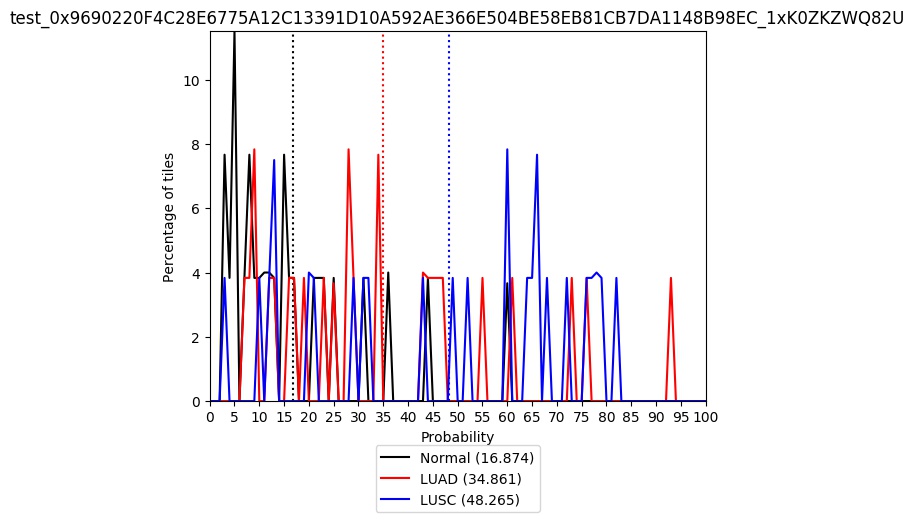 test_0x9690220F4C28E6775A12C13391D10A592AE366E504BE58EB81CB7DA1148B98EC_1xK0ZKZWQ82U
Percentage of tiles
10
8
6
4
2
0
0 5 10 15 20 25 30 35 40 45 50 55 60 65 70 75 80 85 90 95 100
Probability
Normal (16.874)
LUAD (34.861)
LUSC (48.265)